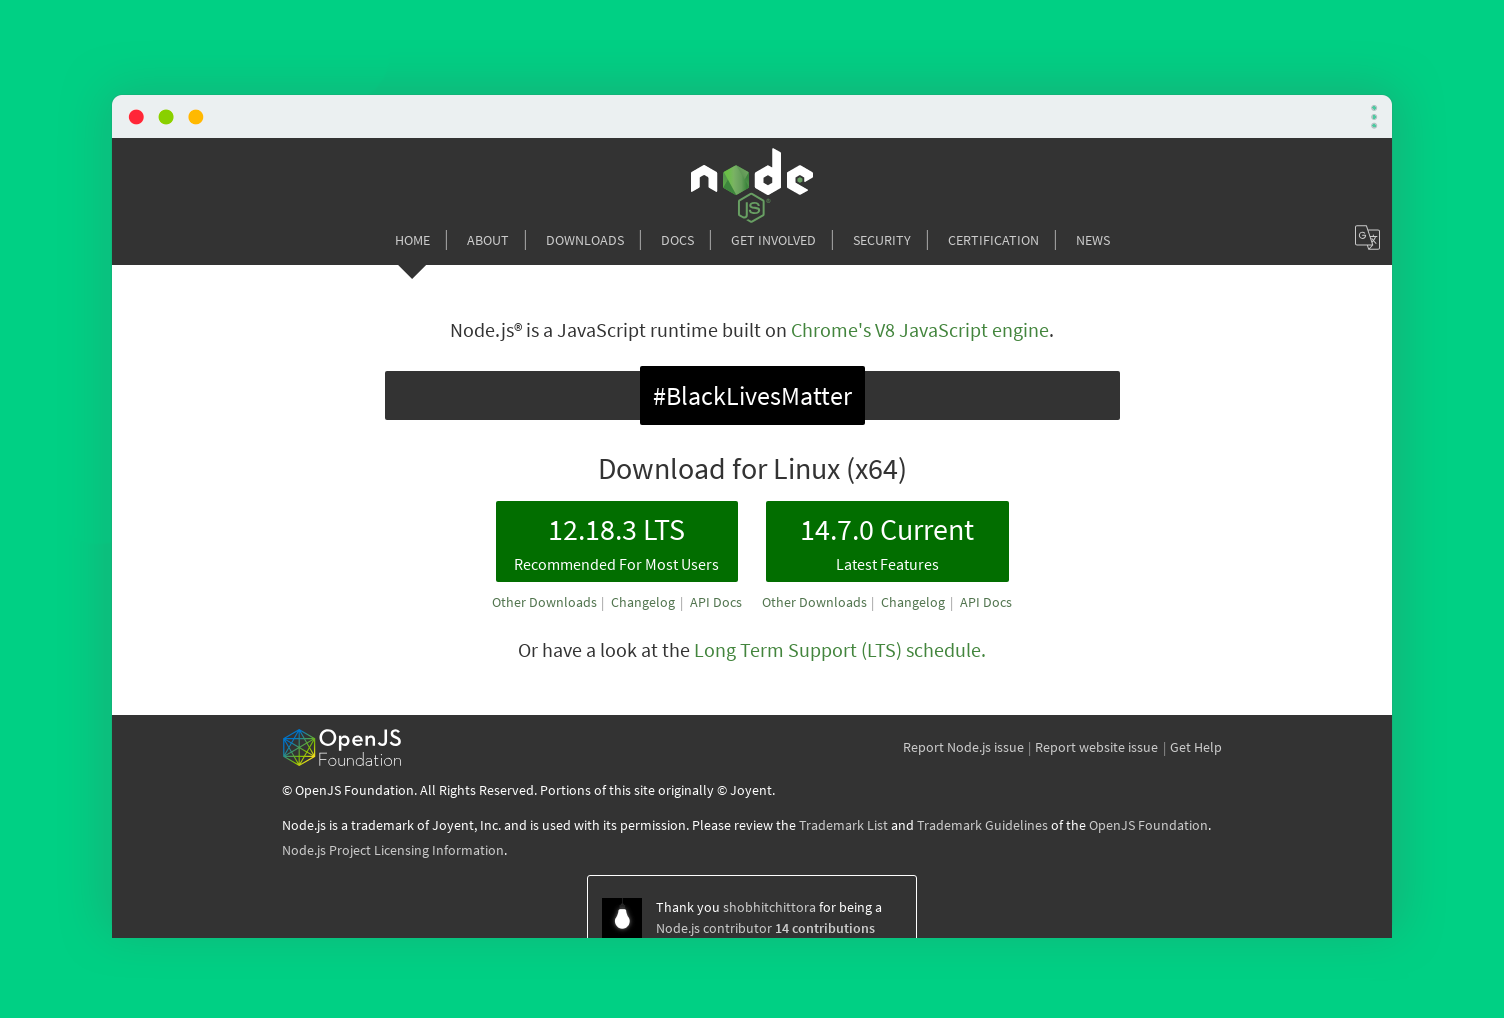 node
JS
HOME ABOUT DOWNLOADS DOCS GET INVOLVED SECURITY CERTIFICATION NEWS
Node.js® is a JavaScript runtime built on Chrome's V8 JavaScript engine.
#BlackLivesMatter
Download for Linux (x64)
12.18.3 LTS 14.7.0 Current
Recommended For Most Users Latest Features
Other Downloads | Changelog | API Docs Other Downloads | Changelog | API Docs
Or have a look at the Long Term Support (LTS) schedule.
OpenJS
Foundation
Report Node.js issue | Report website issue | Get Help
© OpenJS Foundation. All Rights Reserved. Portions of this site originally © Joyent.
Node.js is a trademark of Joyent, Inc. and is used with its permission. Please review the Trademark List and Trademark Guidelines of the OpenJS Foundation.
Node.js Project Licensing Information.
Thank you shobhitchittora for being a
Node.js contributor 14 contributions